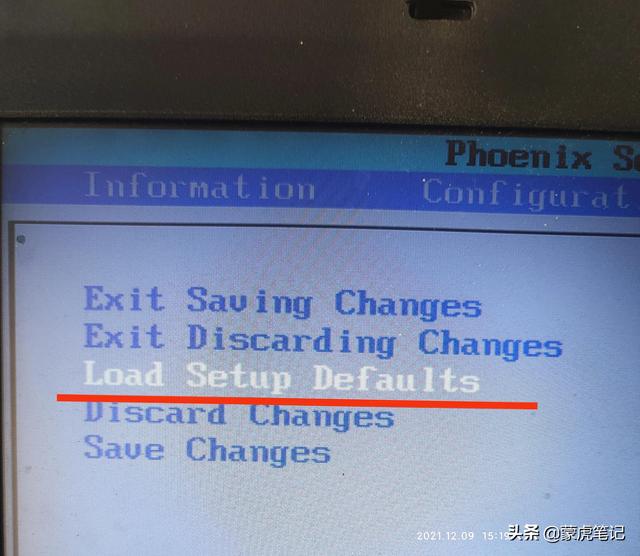 Phoenix Se
Information Configurat
Exit Saving Changes
Exit Discarding Changes
Load Setup Defaults
Discard Changes
Save Changes
2021.12.09 15:19
头条 @蒙虎笔记